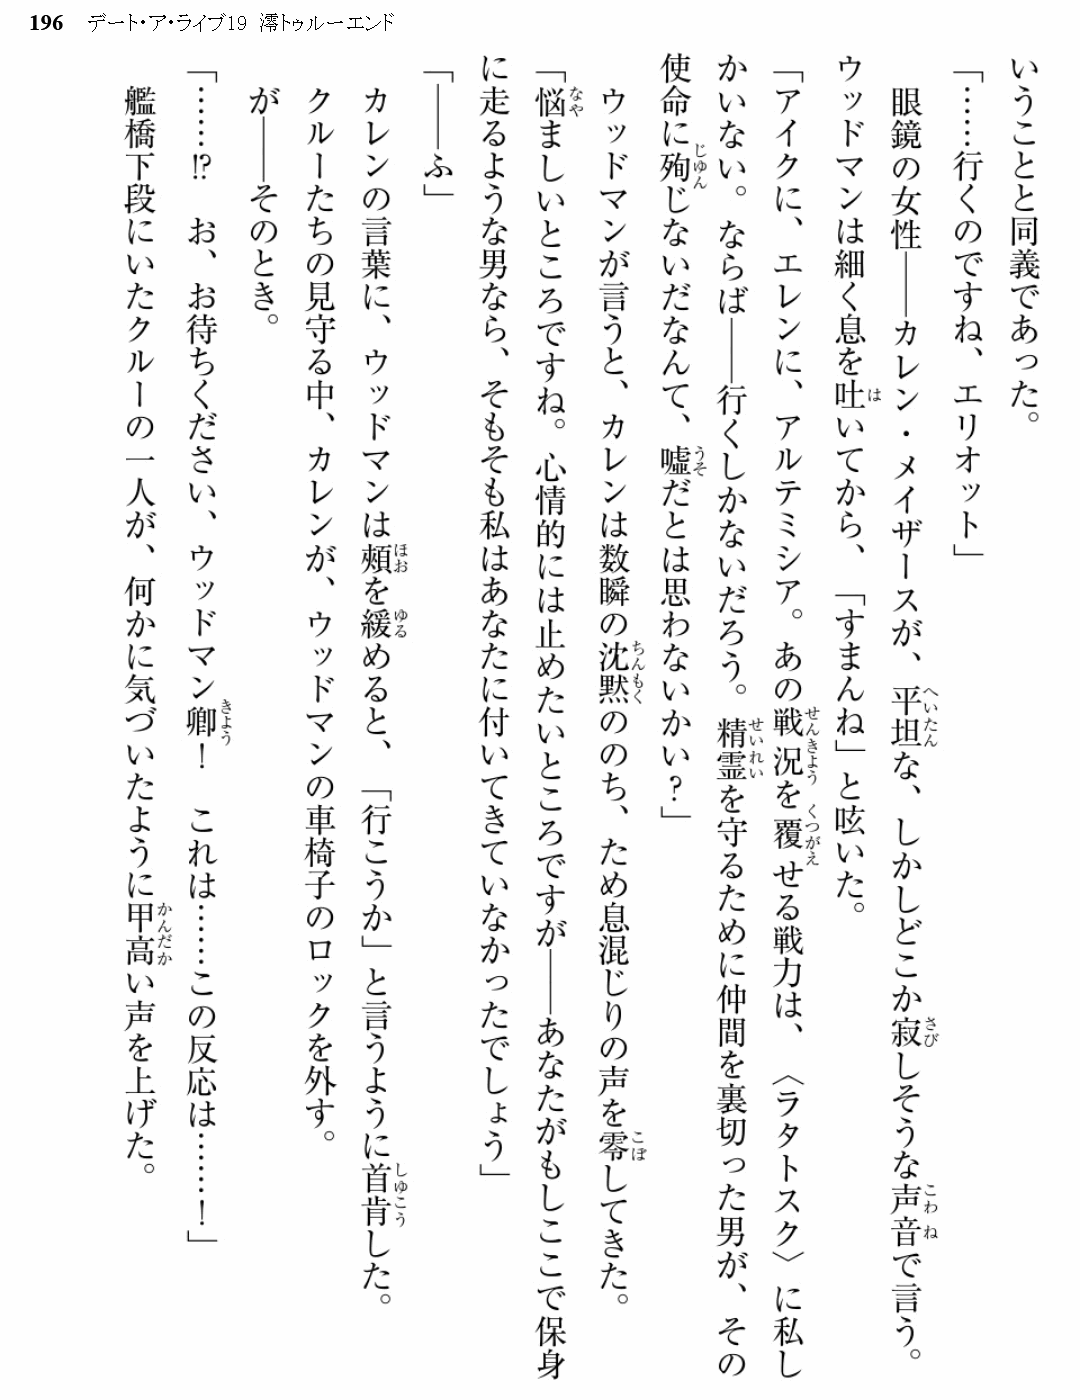 196 デート・ア・ライブ19 澪トゥルーエンド
いうことと同義であった。
「……行くのですね、エリオット」
眼鏡の女性――カレン・メイザースが、平坦な、しかしどこか寂しそうな声音で言う。
ウッドマンは細く息を吐いてから、「すまんね」と呟いた。
「アイクに、エレンに、アルテミシア。あの戦況を覆せる戦力は、〈ラタトスク〉に私し
かいない。ならば――行くしかないだろう。精霊を守るために仲間を裏切った男が、その
使命に殉じないだなんて、嘘だとは思わないかい？」
ウッドマンが言うと、カレンは数瞬の沈黙ののち、ため息混じりの声を零してきた。
「悩ましいところですね。心情的には止めたいところですが――あなたがもしここで保身
に走るような男なら、そもそも私はあなたに付いてきていなかったでしょう」
「――ふ」
カレンの言葉に、ウッドマンは頰を緩めると、「行こうか」と言うように首肯した。
クルーたちの見守る中、カレンが、ウッドマンの車椅子のロックを外す。
が――そのとき。
「……!?　お、お待ちください、ウッドマン卿！　これは……この反応は……！」
艦橋下段にいたクルーの一人が、何かに気づいたように甲高い声を上げた。